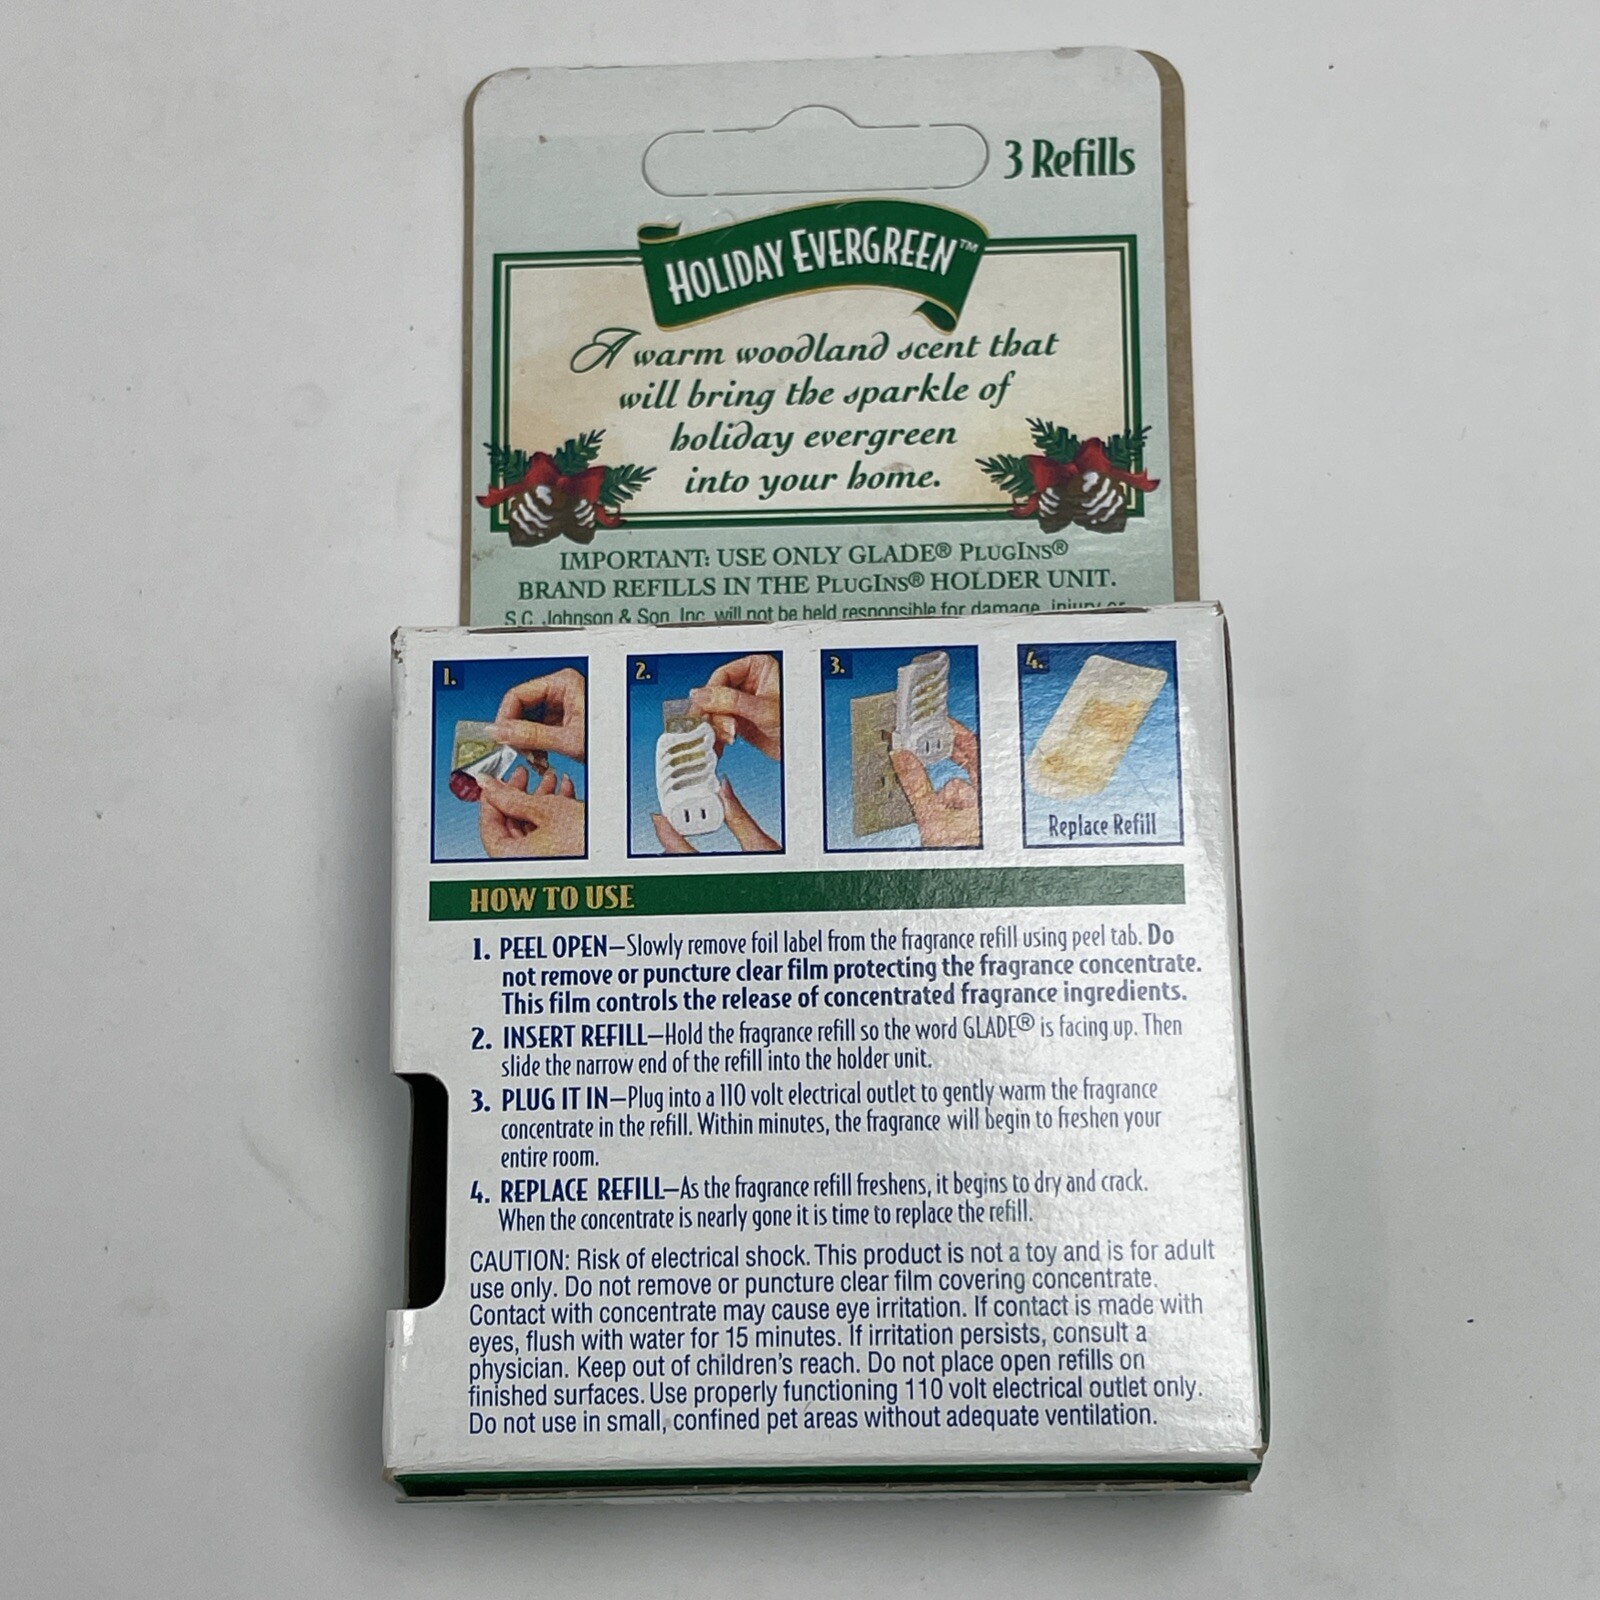 3 Refills
HOLIDAY EVERGREEN™
A warm woodland scent that
will bring the sparkle of
holiday evergreen
into your home.
IMPORTANT: USE ONLY GLADE® PLUGINS®
BRAND REFILLS IN THE PLUGINS® HOLDER UNIT.
S.C. Johnson & Son, Inc. will not be held responsible for damage, injury or
1.
2.
3.
4.
Replace Refill
HOW TO USE
1. PEEL OPEN—Slowly remove foil label from the fragrance refill using peel tab. Do
not remove or puncture clear film protecting the fragrance concentrate.
This film controls the release of concentrated fragrance ingredients.
2. INSERT REFILL—Hold the fragrance refill so the word GLADE® is facing up. Then
slide the narrow end of the refill into the holder unit.
3. PLUG IT IN—Plug into a 110 volt electrical outlet to gently warm the fragrance
concentrate in the refill. Within minutes, the fragrance will begin to freshen your
entire room.
4. REPLACE REFILL—As the fragrance refill freshens, it begins to dry and crack.
When the concentrate is nearly gone it is time to replace the refill.
CAUTION: Risk of electrical shock. This product is not a toy and is for adult
use only. Do not remove or puncture clear film covering concentrate.
Contact with concentrate may cause eye irritation. If contact is made with
eyes, flush with water for 15 minutes. If irritation persists, consult a
physician. Keep out of children's reach. Do not place open refills on
finished surfaces. Use properly functioning 110 volt electrical outlet only.
Do not use in small, confined pet areas without adequate ventilation.